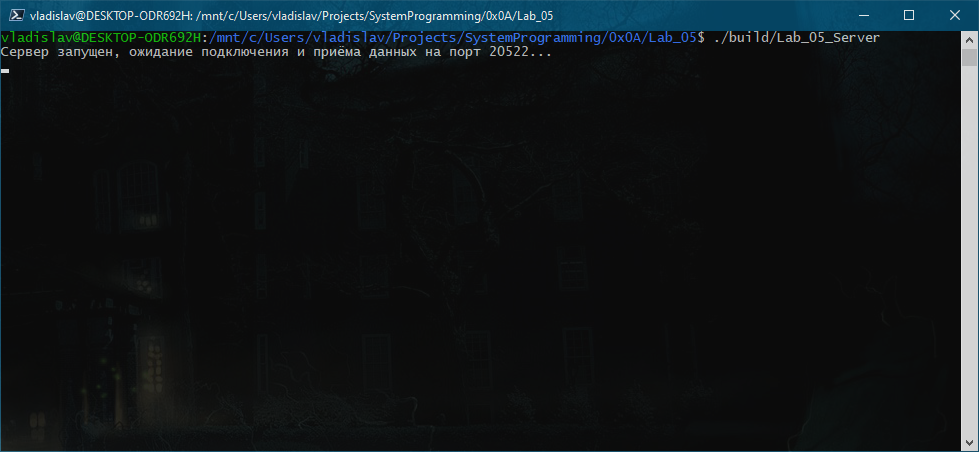 vladislav@DESKTOP-ODR692H: /mnt/c/Users/vladislav/Projects/SystemProgramming/0x0A/Lab_05
vladislav@DESKTOP-ODR692H:/mnt/c/Users/vladislav/Projects/SystemProgramming/0x0A/Lab_05$ ./build/Lab_05_Server
Сервер запущен, ожидание подключения и приёма данных на порт 20522...